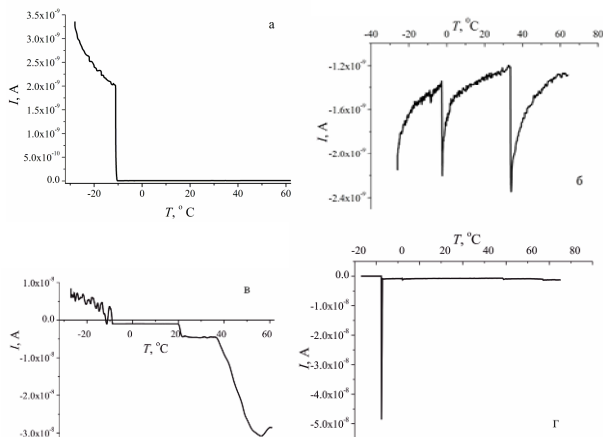 а
3.5x10⁻⁹
3.0x10⁻⁹
2.5x10⁻⁹
2.0x10⁻⁹
1.5x10⁻⁹
1.0x10⁻⁹
5.0x10⁻¹⁰
0.0
I, A
-20 0 20 40 60
T, °C
T, °C
-40 -20 0 20 40 60 80
-1.2x10⁻⁹
-1.6x10⁻⁹
-2.0x10⁻⁹
-2.4x10⁻⁹
I, A
б
1.0x10⁻⁸
0.0
-1.0x10⁻⁸
-2.0x10⁻⁸
-3.0x10⁻⁸
I, A
в
-20 0 20 40 60
T, °C
T, °C
-20 0 20 40 60 80
0.0
-1.0x10⁻⁸
-2.0x10⁻⁸
-3.0x10⁻⁸
-4.0x10⁻⁸
-5.0x10⁻⁸
I, A
г